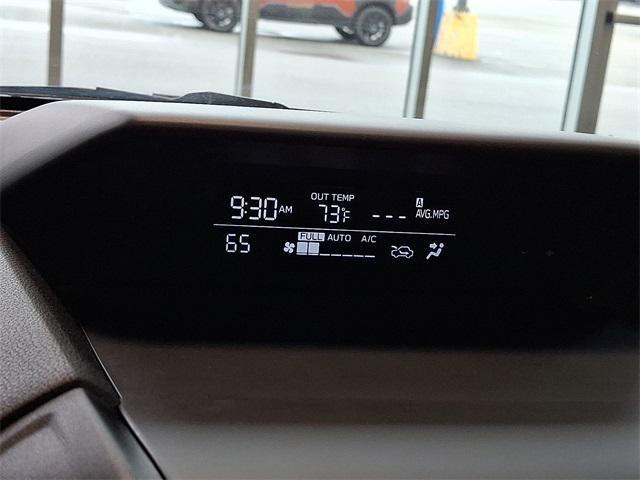 OUT TEMP
9:30AM 73°F --- A
AVG.MPG
65 FULL AUTO A/C